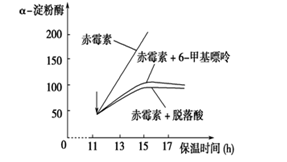 α-淀粉酶
200
150
100
50
0
赤霉素
赤霉素+6-甲基嘌呤
赤霉素+脱落酸
11 13 15 17
保温时间(h)